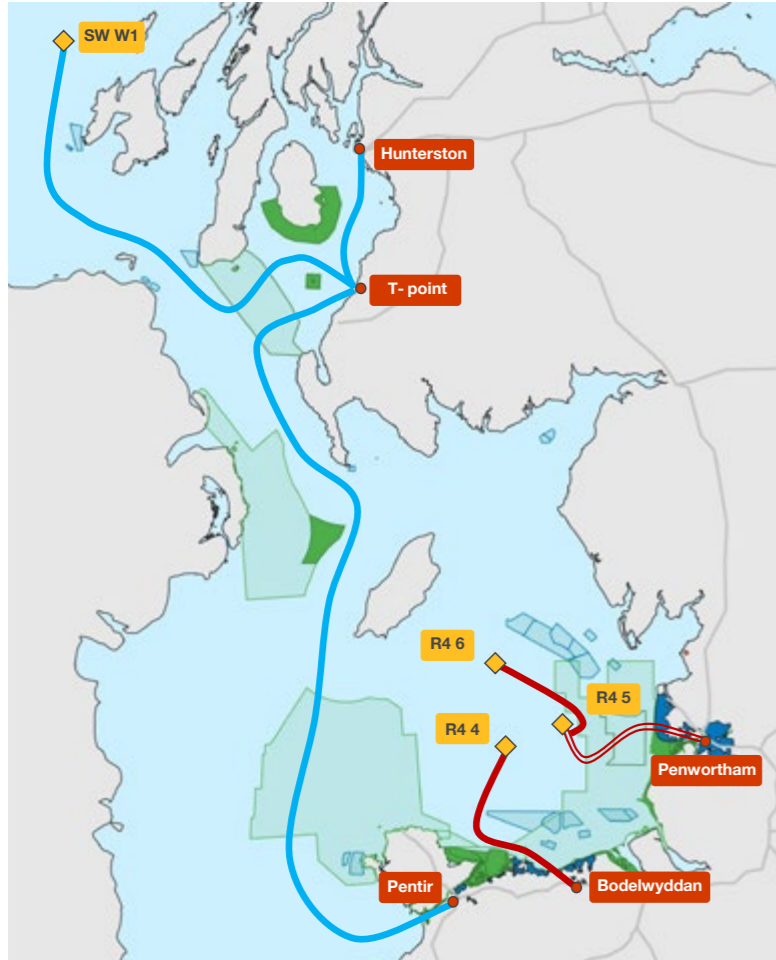 SW W1
Hunterston
T- point
R4 6
R4 5
R4 4
Penwortham
Pentir
Bodelwyddan